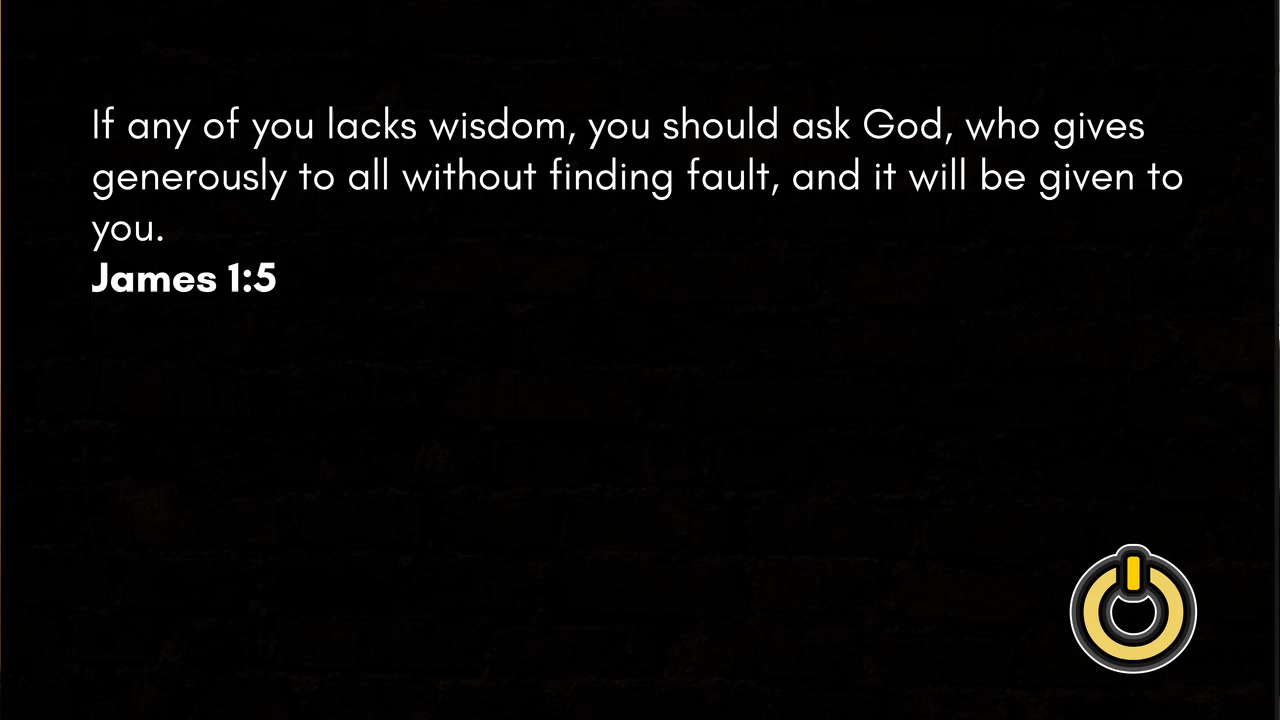 If any of you lacks wisdom, you should ask God, who gives
generously to all without finding fault, and it will be given to
you.
James 1:5